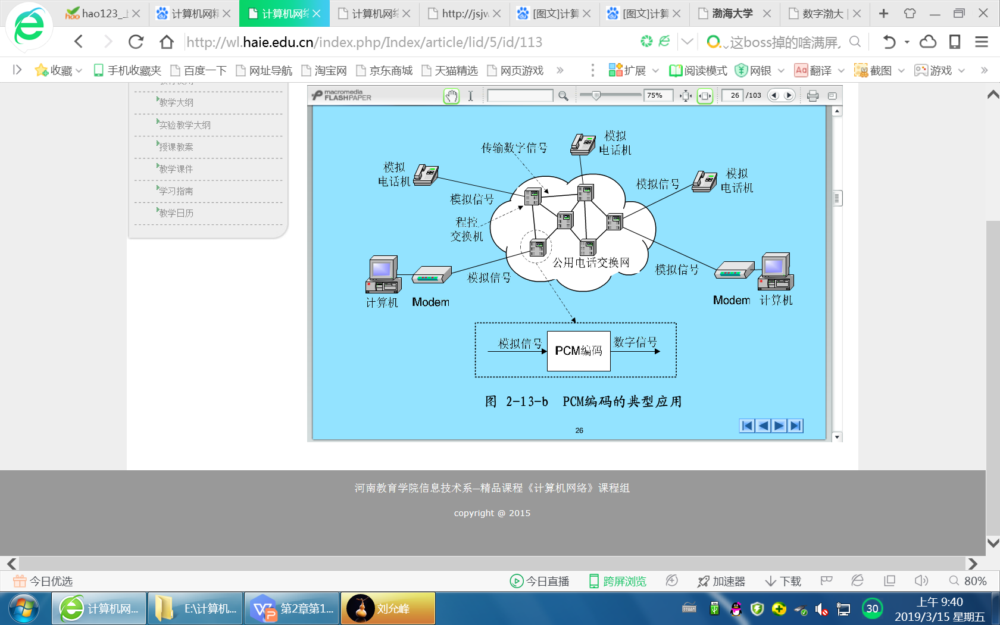 hao123_上
计算机网精
计算机网络
计算机网络
http://jsjw
[图文]计算
[图文]计算
渤海大学
数字渤大 |
http://wl.haie.edu.cn/index.php/Index/article/lid/5/id/113
这boss掉的啥满屏
收藏
手机收藏夹
百度一下
网址导航
淘宝网
京东商城
天猫精选
网页游戏
»
扩展
阅读模式
网银
Aa 翻译
截图
游戏
»
教学大纲
实验教学大纲
授课教案
教学课件
学习指南
教学日历
macromedia
FLASHPAPER
75%
26 /103
模拟
电话机
传输数字信号
模拟
电话机
模拟信号
模拟
电话机
模拟信号
程控
交换机
公用电话交换网
模拟信号
模拟信号
计算机
Modem
Modem
计算机
模拟信号
PCM编码
数字信号
图 2-13-b PCM编码的典型应用
26
河南教育学院信息技术系—精品课程《计算机网络》课程组
copyright @ 2015
今日优选
今日直播
跨屏浏览
加速器
下载
80%
计算机网...
E:\计算机...
第2章第1...
刘允峰
30
上午 9:40
2019/3/15 星期五